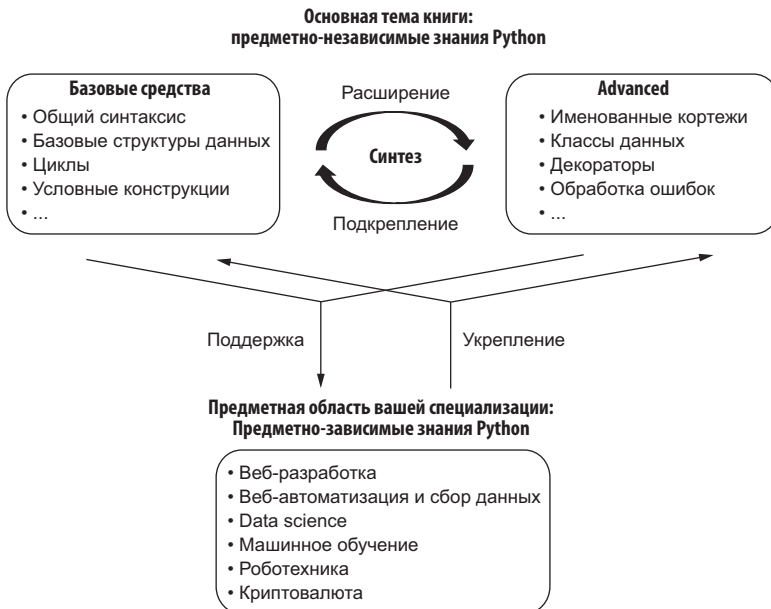 Основная тема книги:
предметно-независимые знания Python
Базовые средства
• Общий синтаксис
• Базовые структуры данных
• Циклы
• Условные конструкции
• ...
Расширение
Синтез
Подкрепление
Advanced
• Именованные кортежи
• Классы данных
• Декораторы
• Обработка ошибок
• ...
Поддержка
Укрепление
Предметная область вашей специализации:
Предметно-зависимые знания Python
• Веб-разработка
• Веб-автоматизация и сбор данных
• Data science
• Машинное обучение
• Роботехника
• Криптовалюта